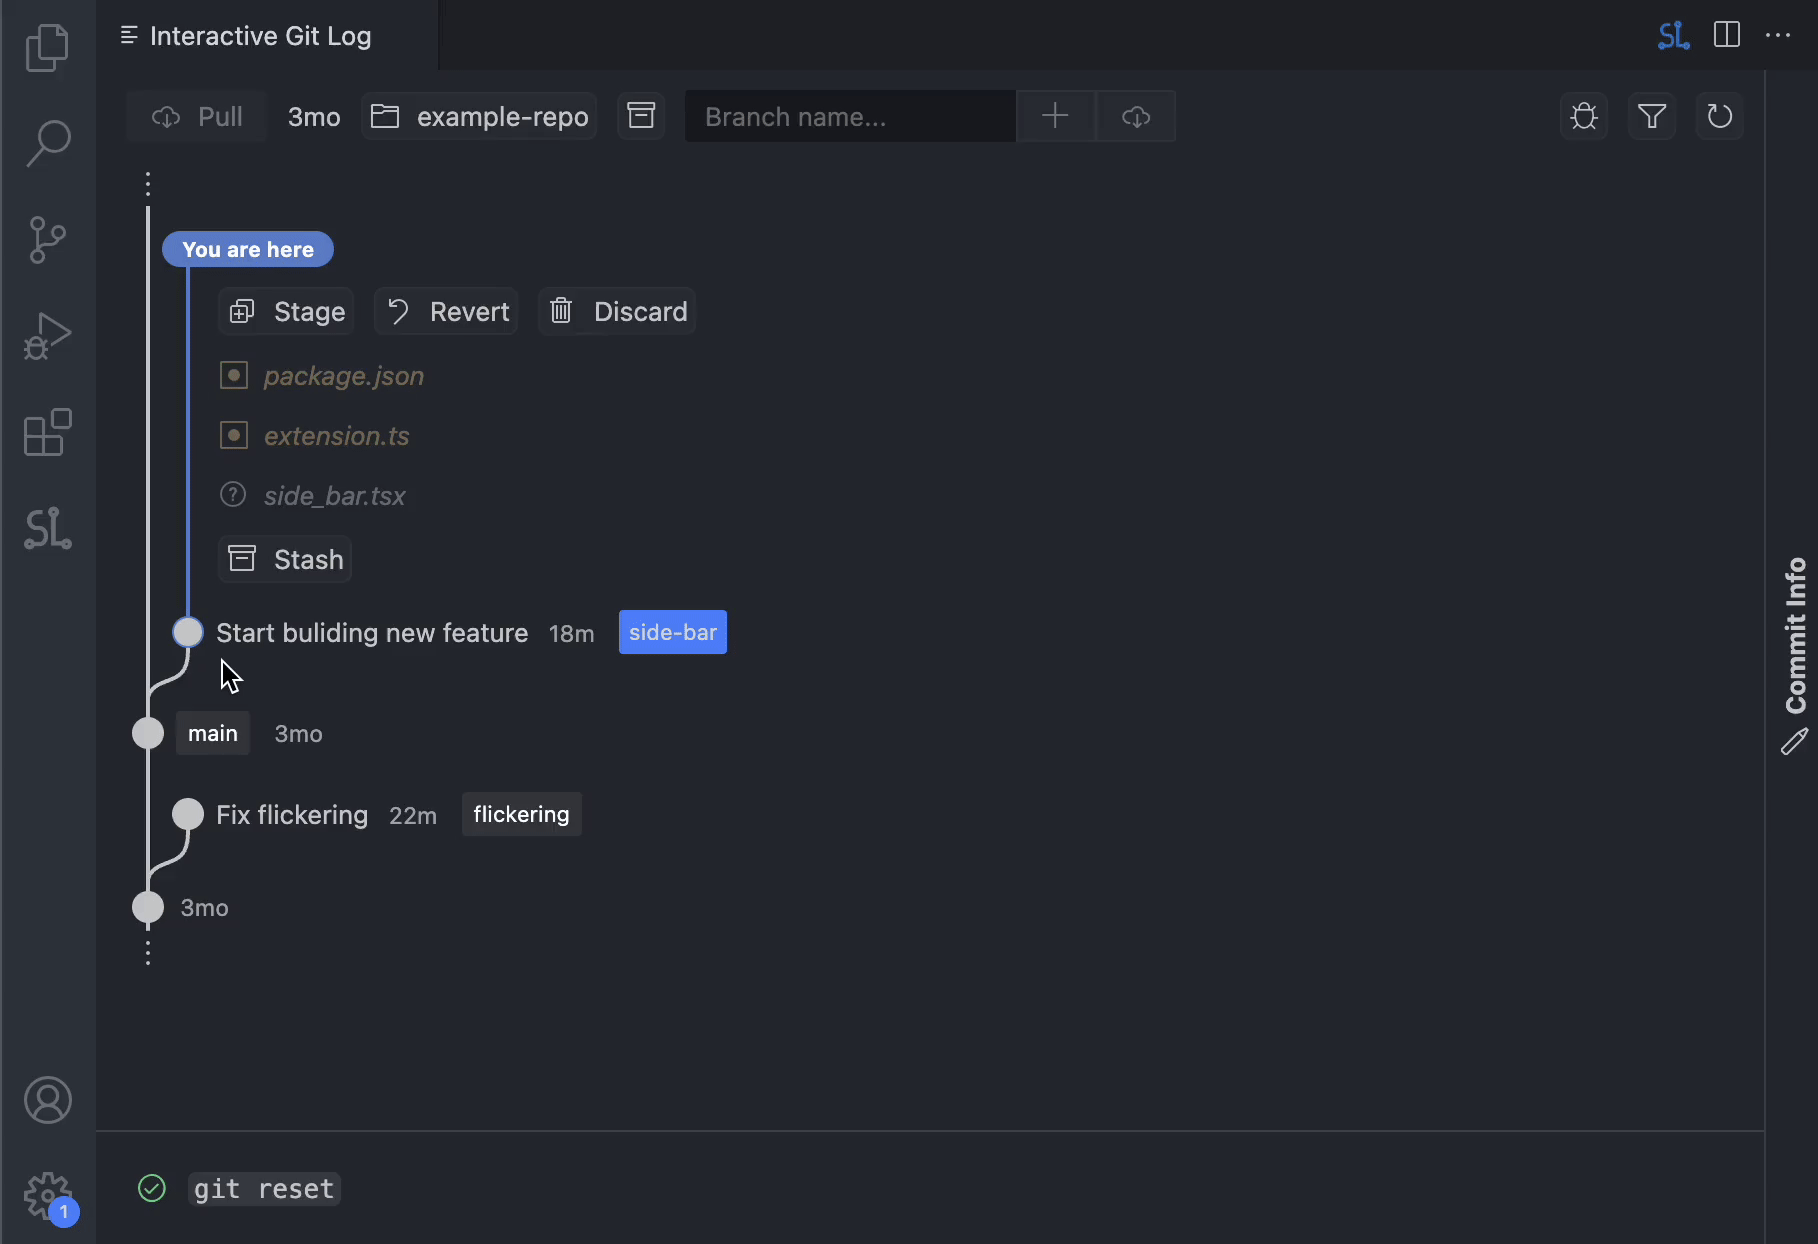 Interactive Git Log
Pull 3mo example-repo Branch name...
You are here
Stage Revert Discard
package.json
extension.ts
side_bar.tsx
Stash
Start buliding new feature 18m side-bar
main 3mo
Fix flickering 22m flickering
3mo
Commit Info
git reset
1